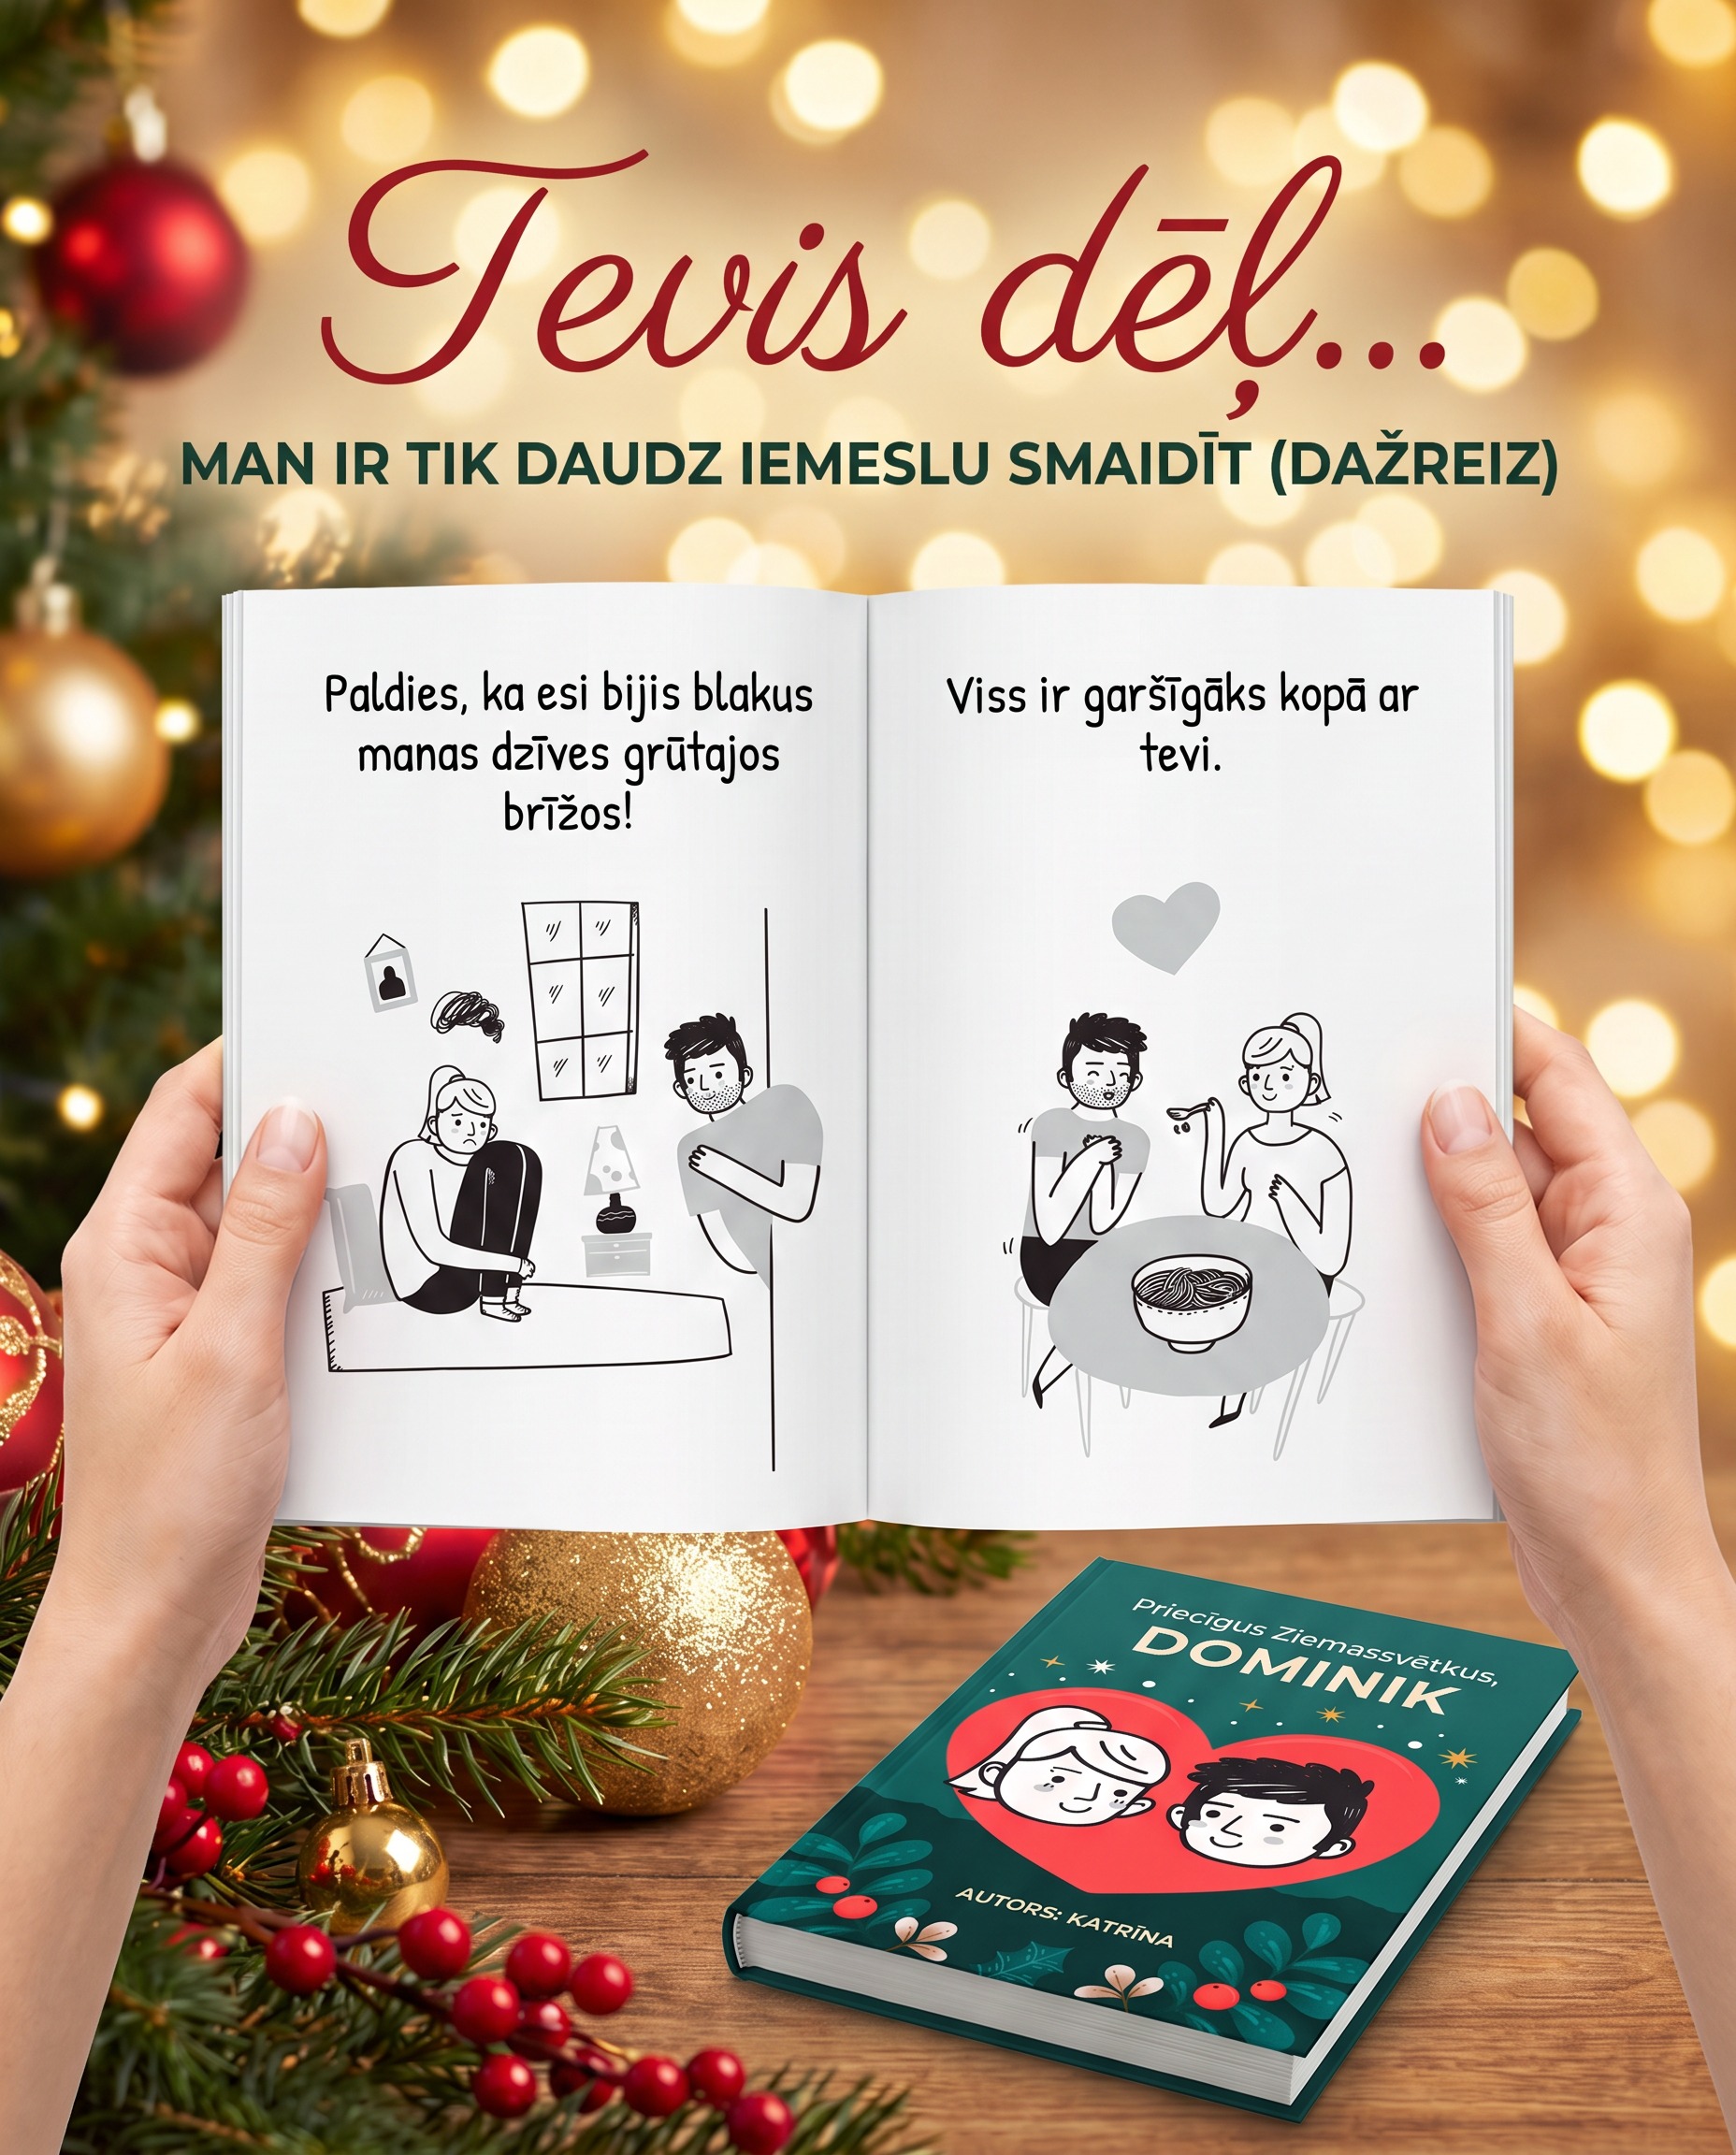 Tevis dēļ...
MAN IR TIK DAUDZ IEMESLU SMAIDĪT (DAŽREIZ)
Paldies, ka esi bijis blakus
manas dzīves grūtajos
brīžos!
Viss ir garšīgāks kopā ar
tevi.
Priecīgus Ziemassvētkus,
DOMINIK
AUTORS: KATRĪNA